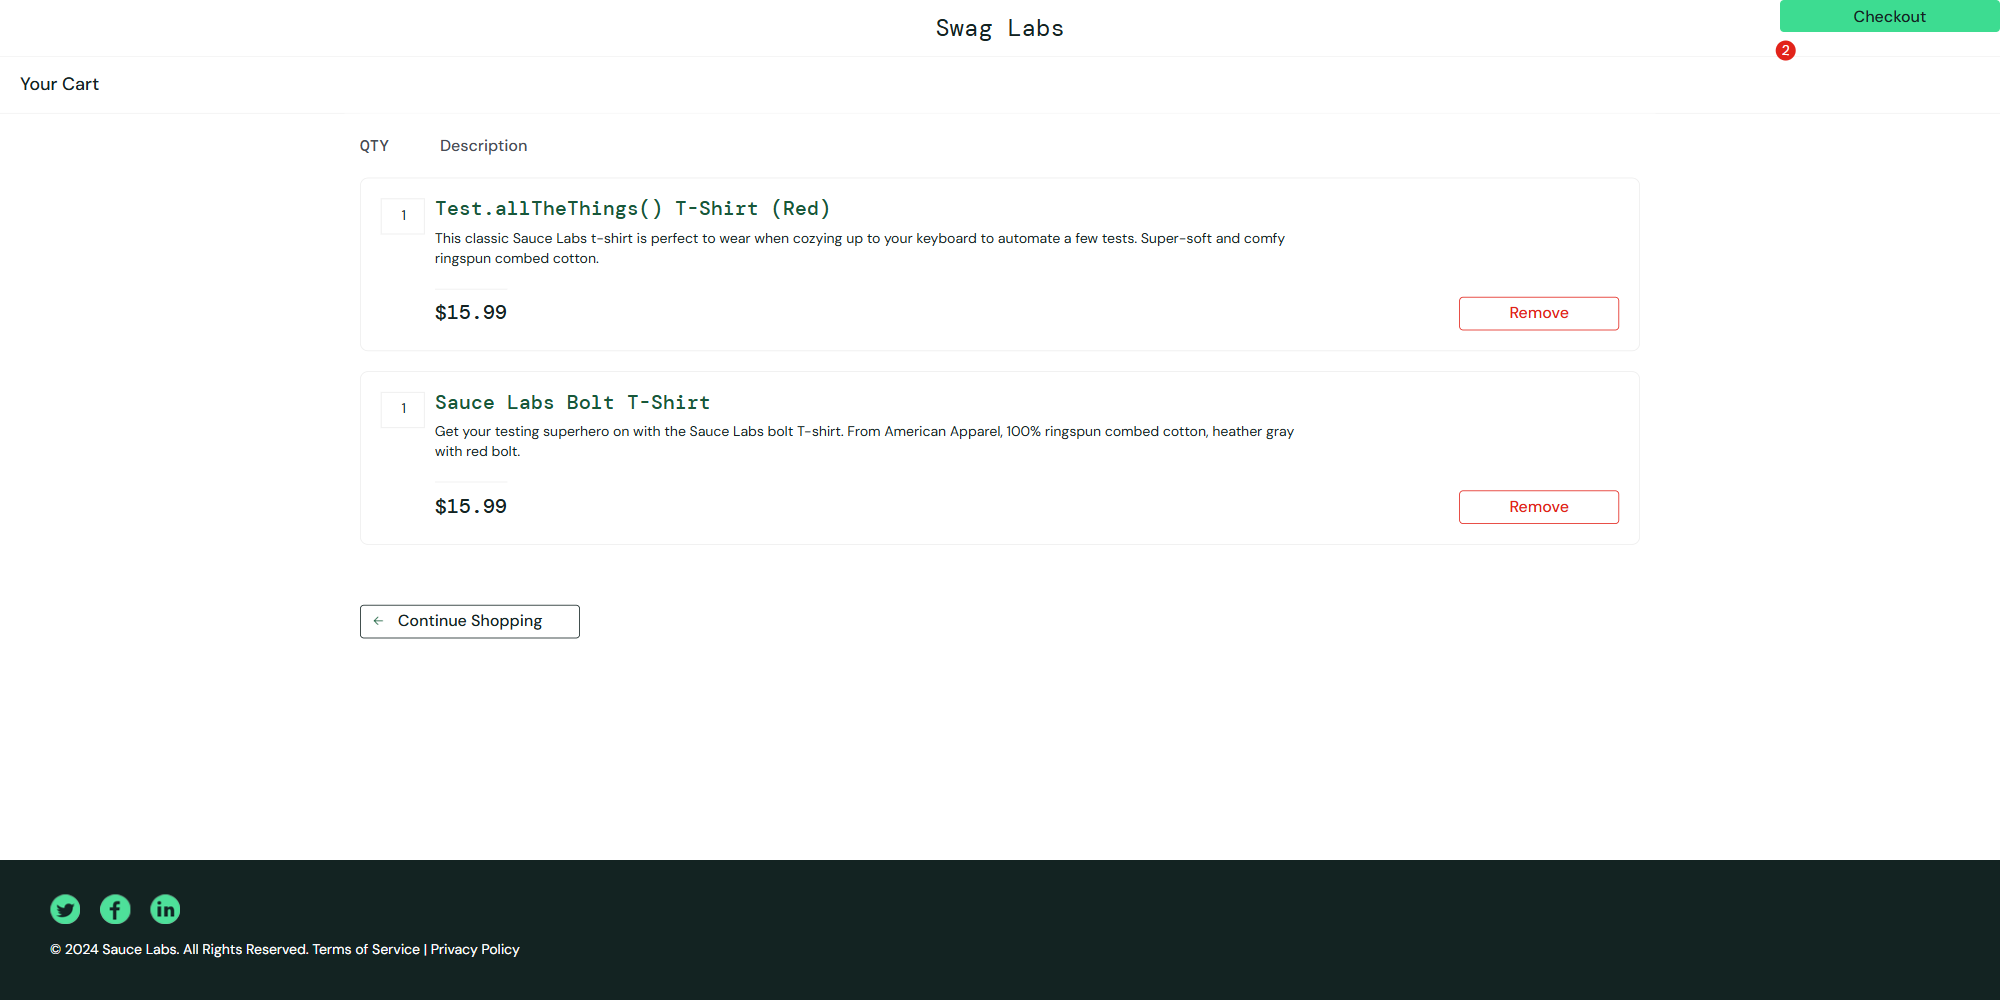 Swag Labs
Checkout
2
Your Cart
QTY Description
1
Test.allTheThings() T-Shirt (Red)
This classic Sauce Labs t-shirt is perfect to wear when cozying up to your keyboard to automate a few tests. Super-soft and comfy
ringspun combed cotton.
$15.99
Remove
1
Sauce Labs Bolt T-Shirt
Get your testing superhero on with the Sauce Labs bolt T-shirt. From American Apparel, 100% ringspun combed cotton, heather gray
with red bolt.
$15.99
Remove
Continue Shopping
© 2024 Sauce Labs. All Rights Reserved. Terms of Service | Privacy Policy